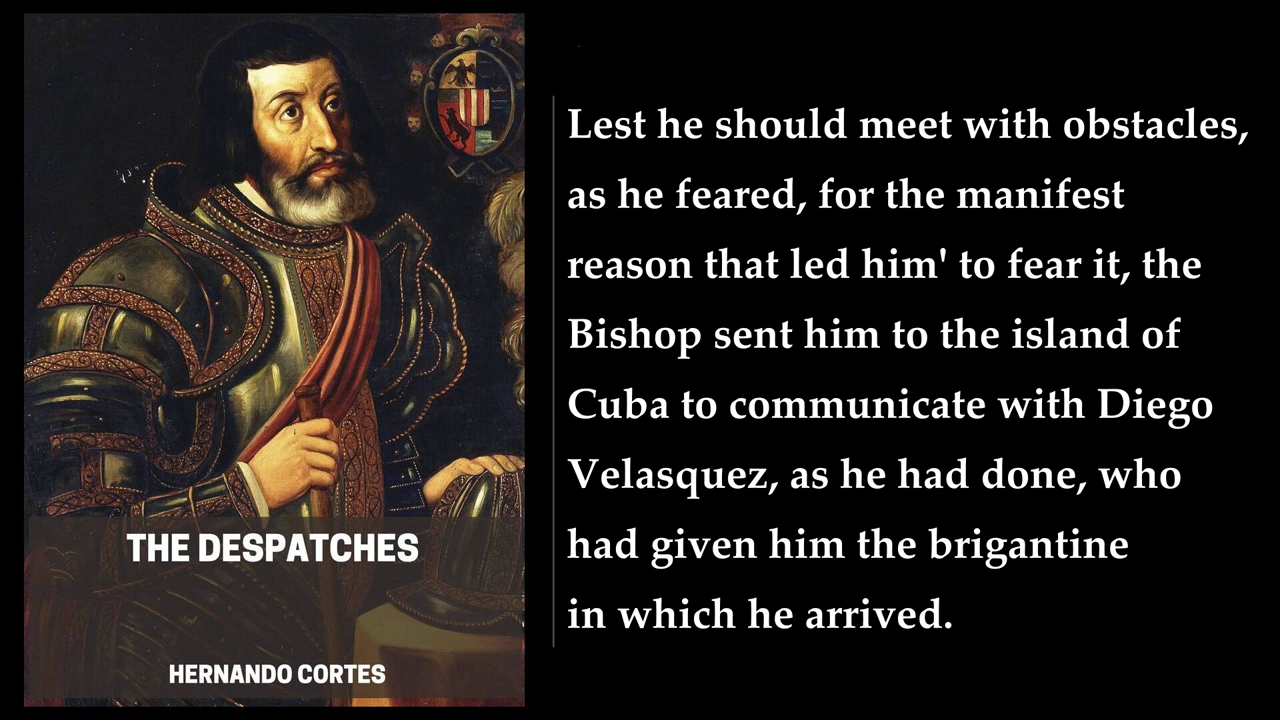 THE DESPATCHES
HERNANDO CORTES
Lest he should meet with obstacles,
as he feared, for the manifest
reason that led him' to fear it, the
Bishop sent him to the island of
Cuba to communicate with Diego
Velasquez, as he had done, who
had given him the brigantine
in which he arrived.